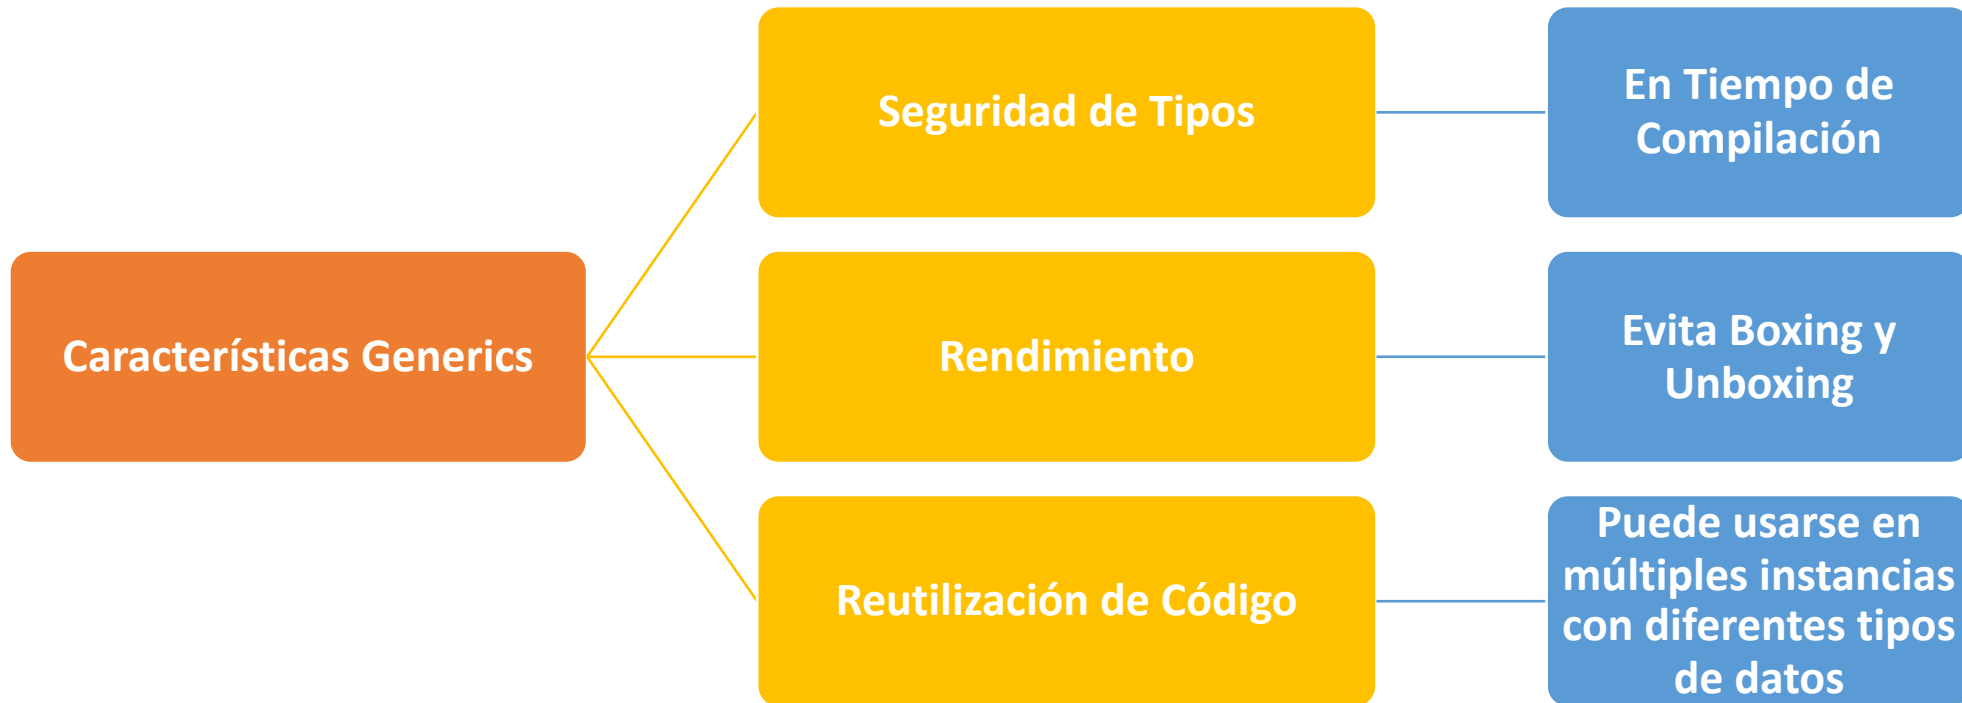 Características Generics
Seguridad de Tipos
En Tiempo de
Compilación
Rendimiento
Evita Boxing y
Unboxing
Reutilización de Código
Puede usarse en
múltiples instancias
con diferentes tipos
de datos